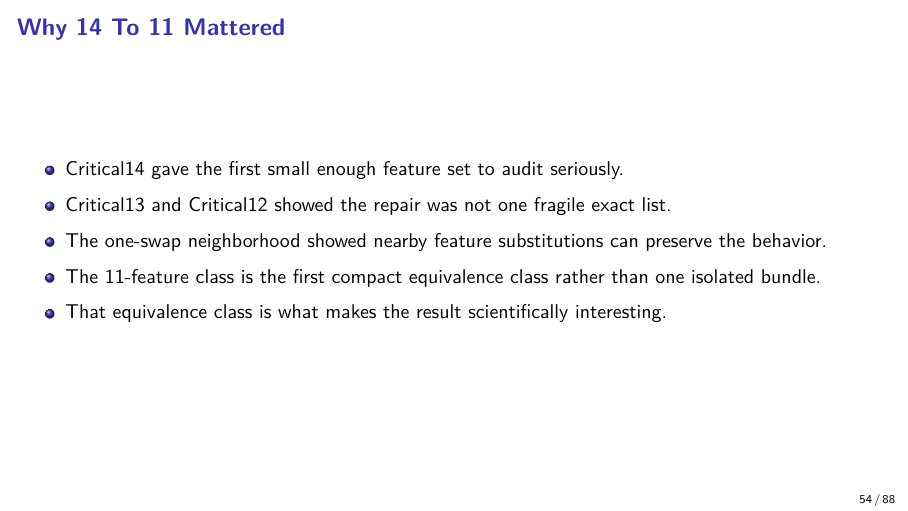 Why 14 To 11 Mattered
Critical14 gave the first small enough feature set to audit seriously.
Critical13 and Critical12 showed the repair was not one fragile exact list.
The one-swap neighborhood showed nearby feature substitutions can preserve the behavior.
The 11-feature class is the first compact equivalence class rather than one isolated bundle.
That equivalence class is what makes the result scientifically interesting.
54 / 88